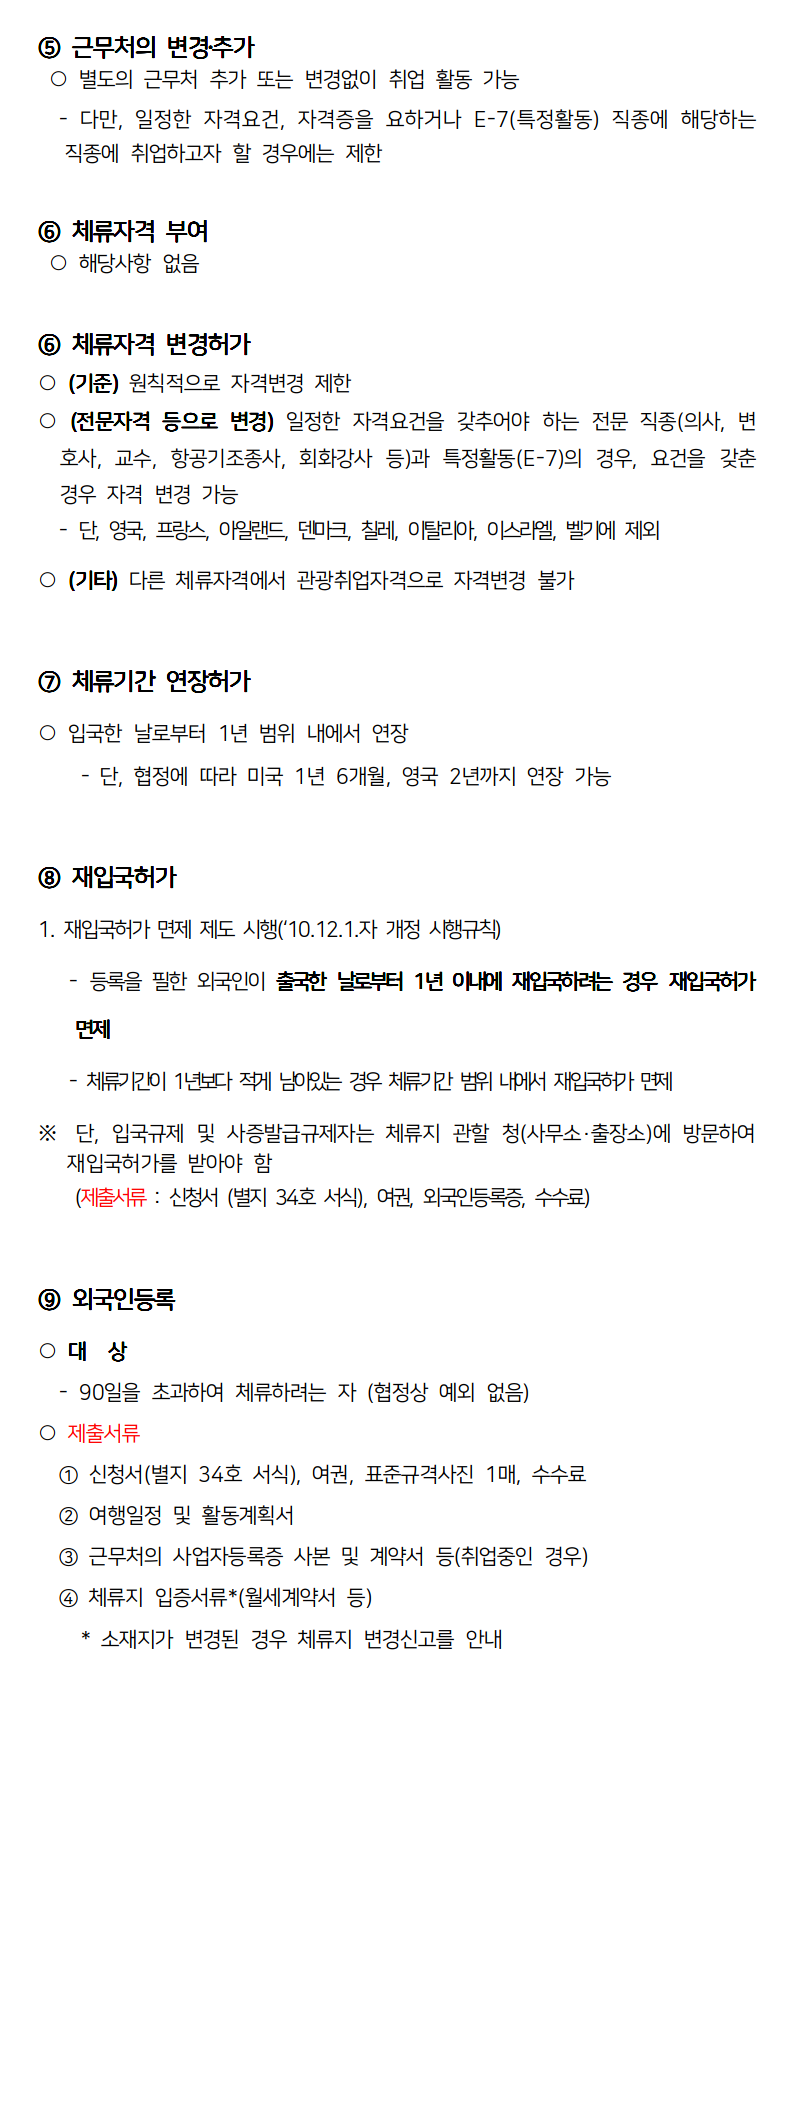 ⑤ 근무처의 변경·추가
○ 별도의 근무처 추가 또는 변경없이 취업 활동 가능
- 다만, 일정한 자격요건, 자격증을 요하거나 E-7(특정활동) 직종에 해당하는
직종에 취업하고자 할 경우에는 제한
⑥ 체류자격 부여
○ 해당사항 없음
⑥ 체류자격 변경허가
○ (기준) 원칙적으로 자격변경 제한
○ (전문자격 등으로 변경) 일정한 자격요건을 갖추어야 하는 전문 직종(의사, 변
호사, 교수, 항공기조종사, 회화강사 등)과 특정활동(E-7)의 경우, 요건을 갖춘
경우 자격 변경 가능
- 단, 영국, 프랑스, 아일랜드, 덴마크, 칠레, 이탈리아, 이스라엘, 벨기에 제외
○ (기타) 다른 체류자격에서 관광취업자격으로 자격변경 불가
⑦ 체류기간 연장허가
○ 입국한 날로부터 1년 범위 내에서 연장
- 단, 협정에 따라 미국 1년 6개월, 영국 2년까지 연장 가능
⑧ 재입국허가
1. 재입국허가 면제 제도 시행(‘10.12.1.자 개정 시행규칙)
- 등록을 필한 외국인이 출국한 날로부터 1년 이내에 재입국하려는 경우 재입국허가
면제
- 체류기간이 1년보다 적게 남아있는 경우 체류기간 범위 내에서 재입국허가 면제
※ 단, 입국규제 및 사증발급규제자는 체류지 관할 청(사무소·출장소)에 방문하여
재입국허가를 받아야 함
(제출서류 : 신청서 (별지 34호 서식), 여권, 외국인등록증, 수수료)
⑨ 외국인등록
○ 대 상
- 90일을 초과하여 체류하려는 자 (협정상 예외 없음)
○ 제출서류
① 신청서(별지 34호 서식), 여권, 표준규격사진 1매, 수수료
② 여행일정 및 활동계획서
③ 근무처의 사업자등록증 사본 및 계약서 등(취업중인 경우)
④ 체류지 입증서류*(월세계약서 등)
* 소재지가 변경된 경우 체류지 변경신고를 안내